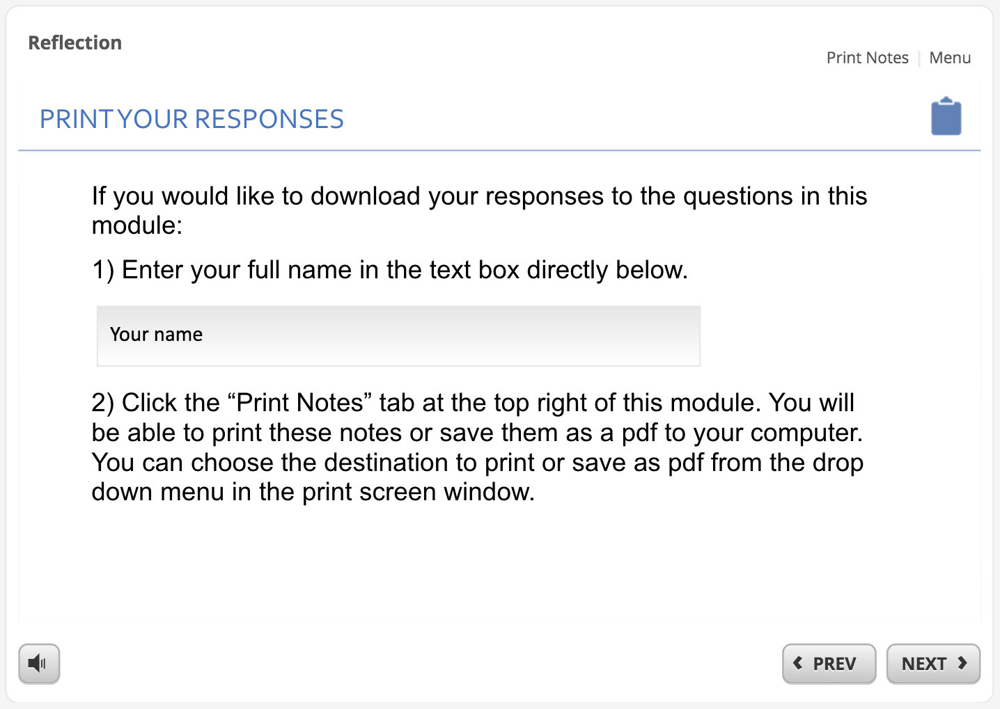 Reflection
Print Notes | Menu
PRINT YOUR RESPONSES
If you would like to download your responses to the questions in this
module:
1) Enter your full name in the text box directly below.
Your name
2) Click the “Print Notes” tab at the top right of this module. You will
be able to print these notes or save them as a pdf to your computer.
You can choose the destination to print or save as pdf from the drop
down menu in the print screen window.
PREV
NEXT